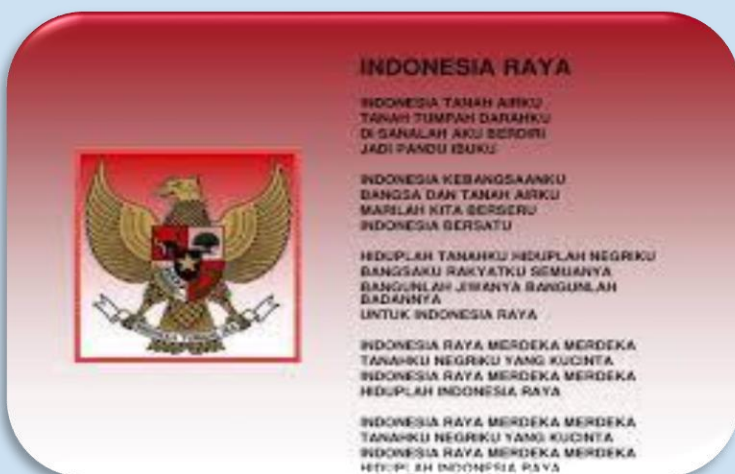 INDONESIA RAYA
INDONESIA TANAH AIRKU
TANAH TUMPAH DARAHKU
DI SANALAH AKU BERDIRI
JADI PANDU IBUKU
INDONESIA KEBANGSAANKU
BANGSA DAN TANAH AIRKU
MARILAH KITA BERSERU
INDONESIA BERSATU
HIDUPLAH TANAHKU HIDUPLAH NEGRIKU
BANGSAKU RAKYATKU SEMUANYA
BANGUNLAH JIWANYA BANGUNLAH
BADANNYA
UNTUK INDONESIA RAYA
INDONESIA RAYA MERDEKA MERDEKA
TANAHKU NEGRIKU YANG KUCINTA
INDONESIA RAYA MERDEKA MERDEKA
HIDUPLAH INDONESIA RAYA
INDONESIA RAYA MERDEKA MERDEKA
TANAHKU NEGRIKU YANG KUCINTA
INDONESIA RAYA MERDEKA MERDEKA
HIDUPLAH INDONESIA RAYA